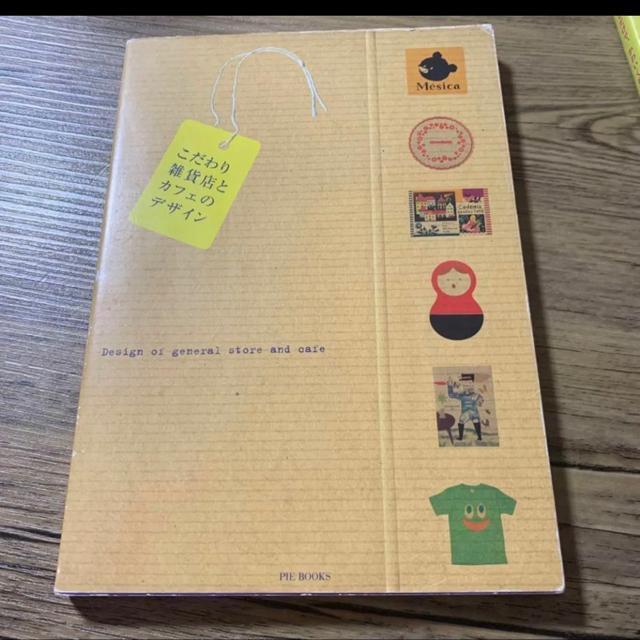 こだわり
雑貨店と
カフェの
デザイン
Mésica
Design of general store and cafe
PIE BOOKS